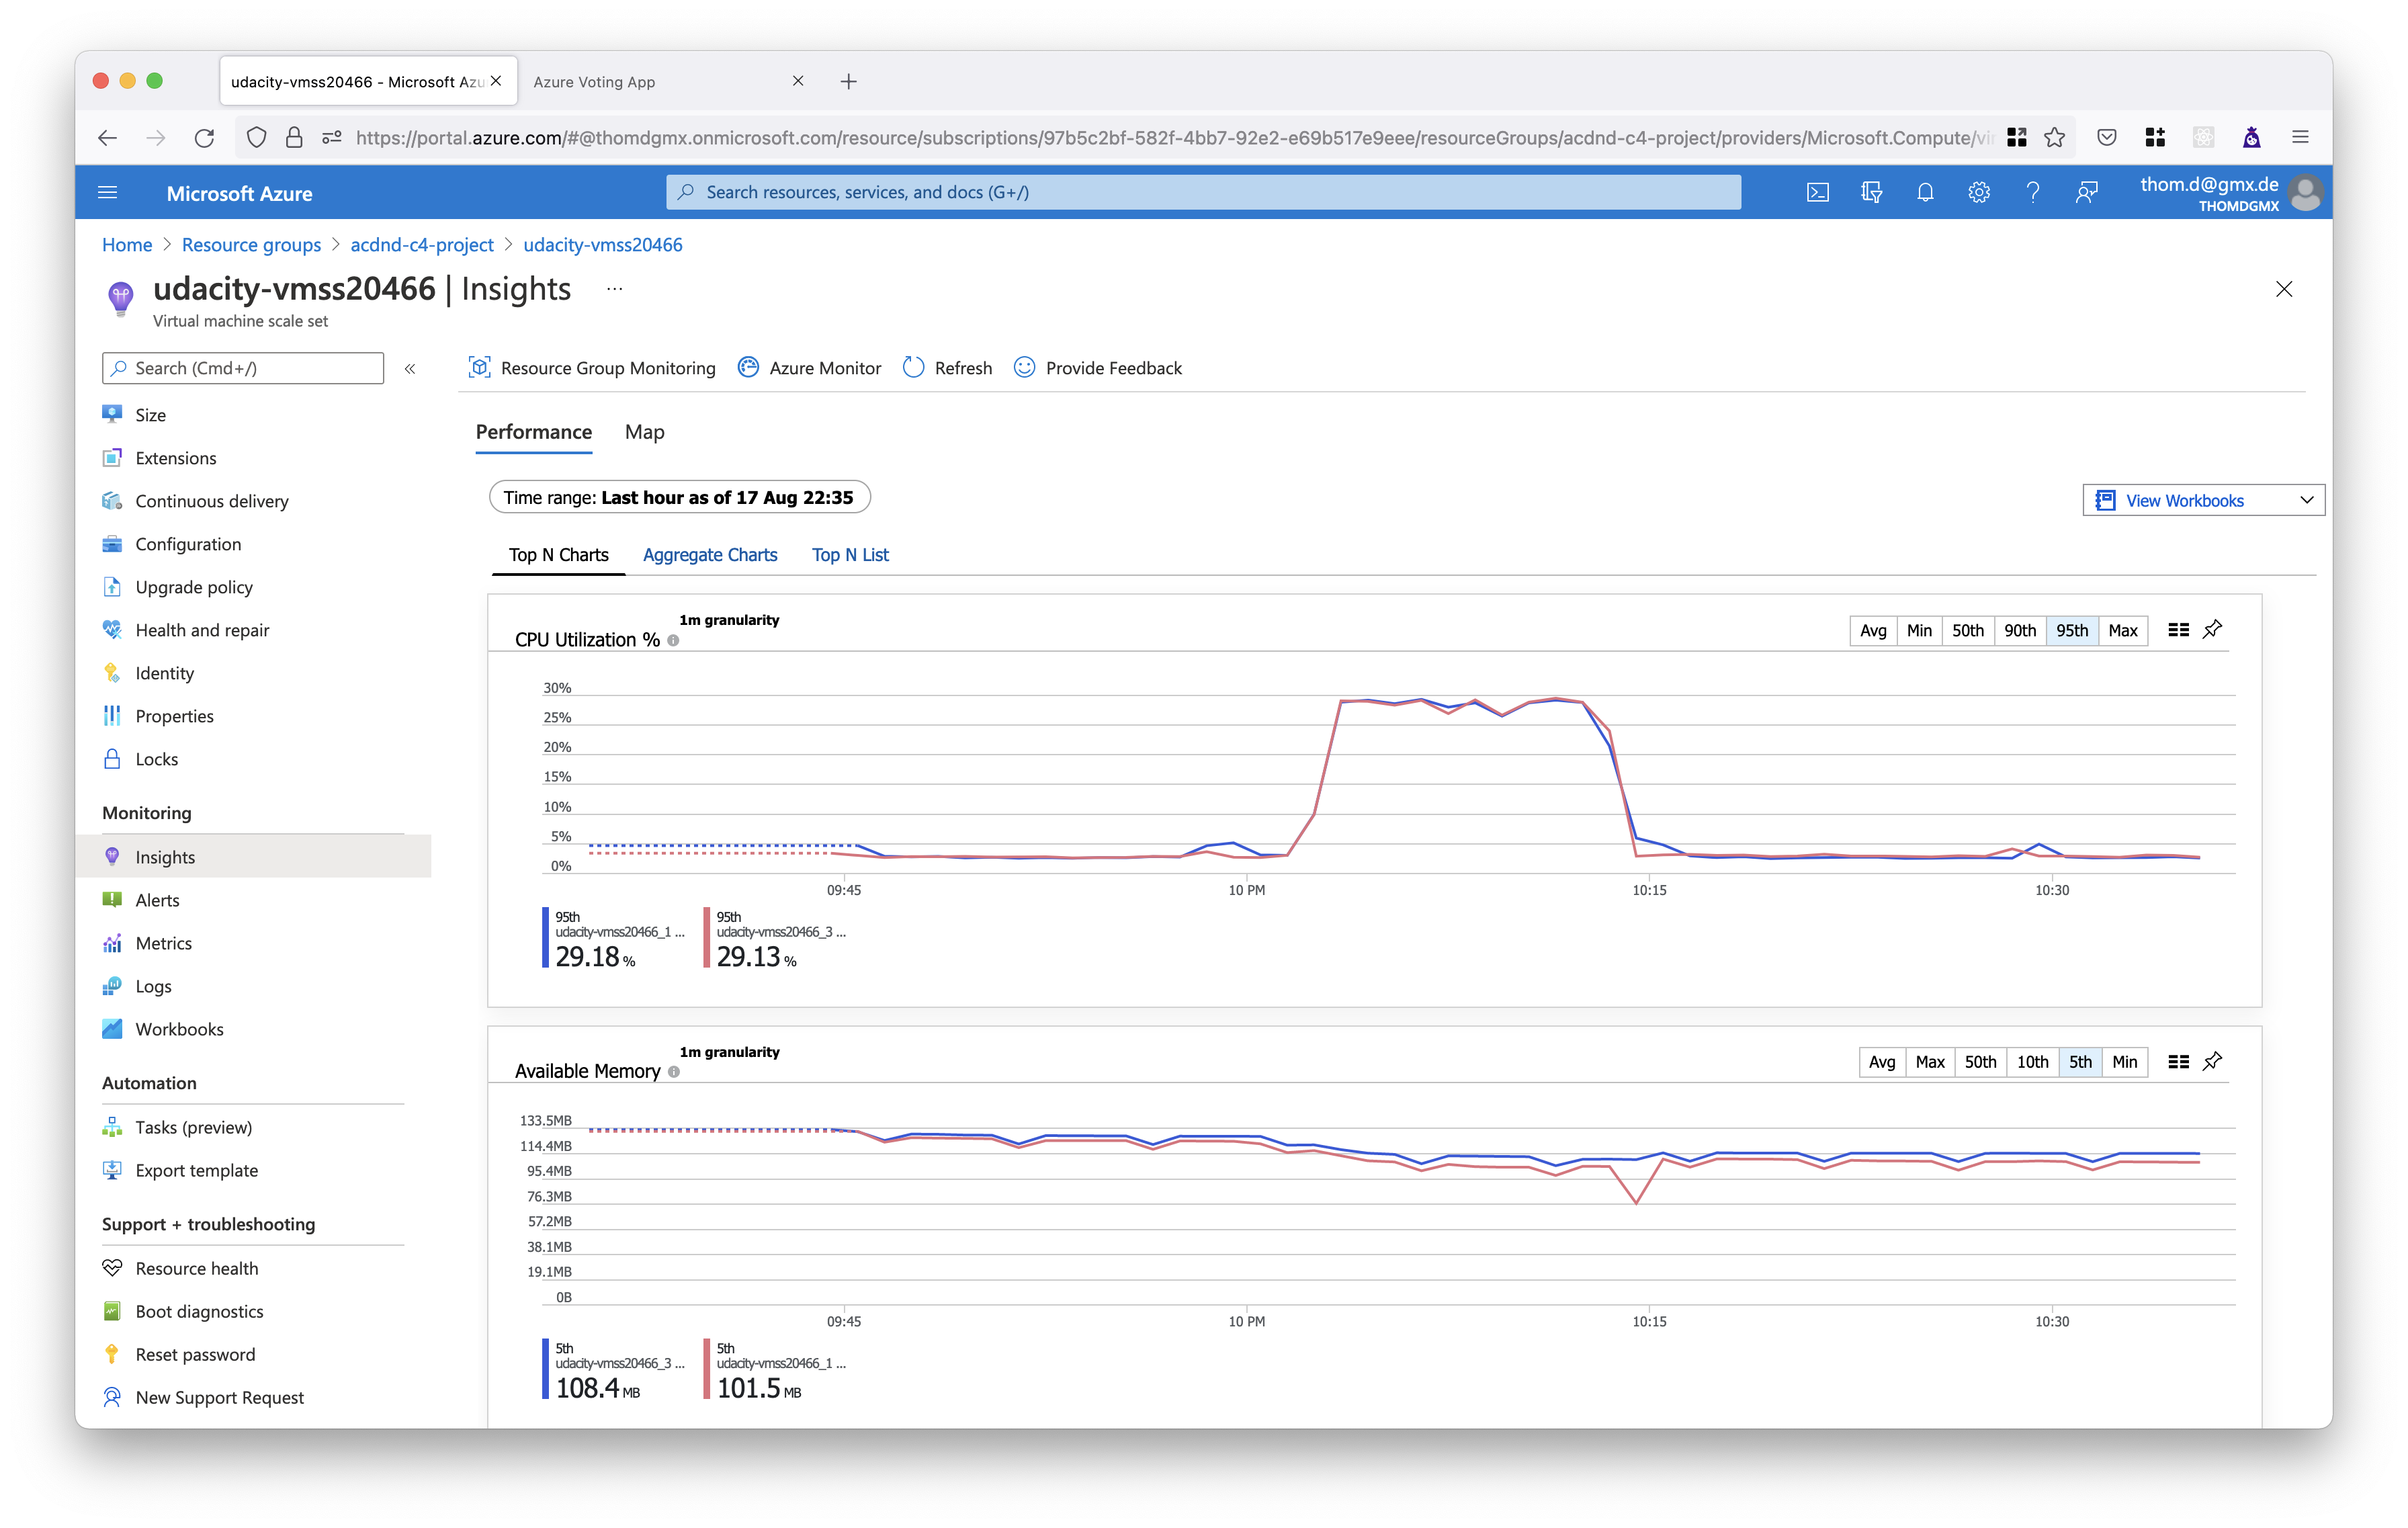 udacity-vmss20466 - Microsoft Azu
Azure Voting App
https://portal.azure.com/#@thomdgmx.onmicrosoft.com/resource/subscriptions/97b5c2bf-582f-4bb7-92e2-e69b517e9eee/resourceGroups/acdnd-c4-project/providers/Microsoft.Compute/vir
Microsoft Azure
Search resources, services, and docs (G+/)
thom.d@gmx.de
THOMDGMX
Home > Resource groups > acdnd-c4-project > udacity-vmss20466
udacity-vmss20466 | Insights ...
Virtual machine scale set
Search (Cmd+/)
«
Resource Group Monitoring
Azure Monitor
Refresh
Provide Feedback
Size
Extensions
Continuous delivery
Configuration
Upgrade policy
Health and repair
Identity
Properties
Locks
Monitoring
Insights
Alerts
Metrics
Logs
Workbooks
Automation
Tasks (preview)
Export template
Support + troubleshooting
Resource health
Boot diagnostics
Reset password
New Support Request
Performance
Map
Time range: Last hour as of 17 Aug 22:35
View Workbooks
Top N Charts
Aggregate Charts
Top N List
1m granularity
CPU Utilization %
Avg Min 50th 90th 95th Max
30%
25%
20%
15%
10%
5%
0%
09:45 10 PM 10:15 10:30
95th
udacity-vmss20466_1 ...
29.18 %
95th
udacity-vmss20466_3 ...
29.13 %
1m granularity
Available Memory
Avg Max 50th 10th 5th Min
133.5MB
114.4MB
95.4MB
76.3MB
57.2MB
38.1MB
19.1MB
0B
09:45 10 PM 10:15 10:30
5th
udacity-vmss20466_3 ...
108.4 MB
5th
udacity-vmss20466_1 ...
101.5 MB